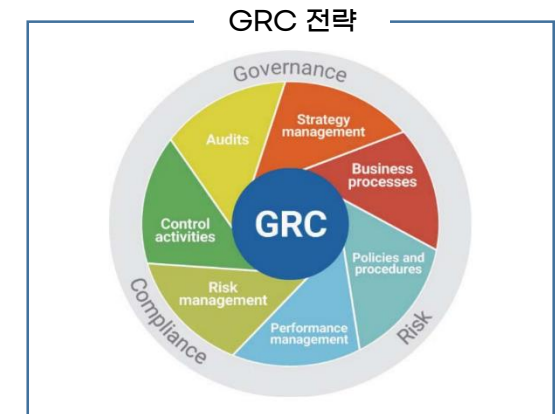 GRC 전략
Governance
Strategy
management
Audits
Business
processes
GRC
Control
activities
Policies and
procedures
Risk
management
Performance
management
Compliance
Risk